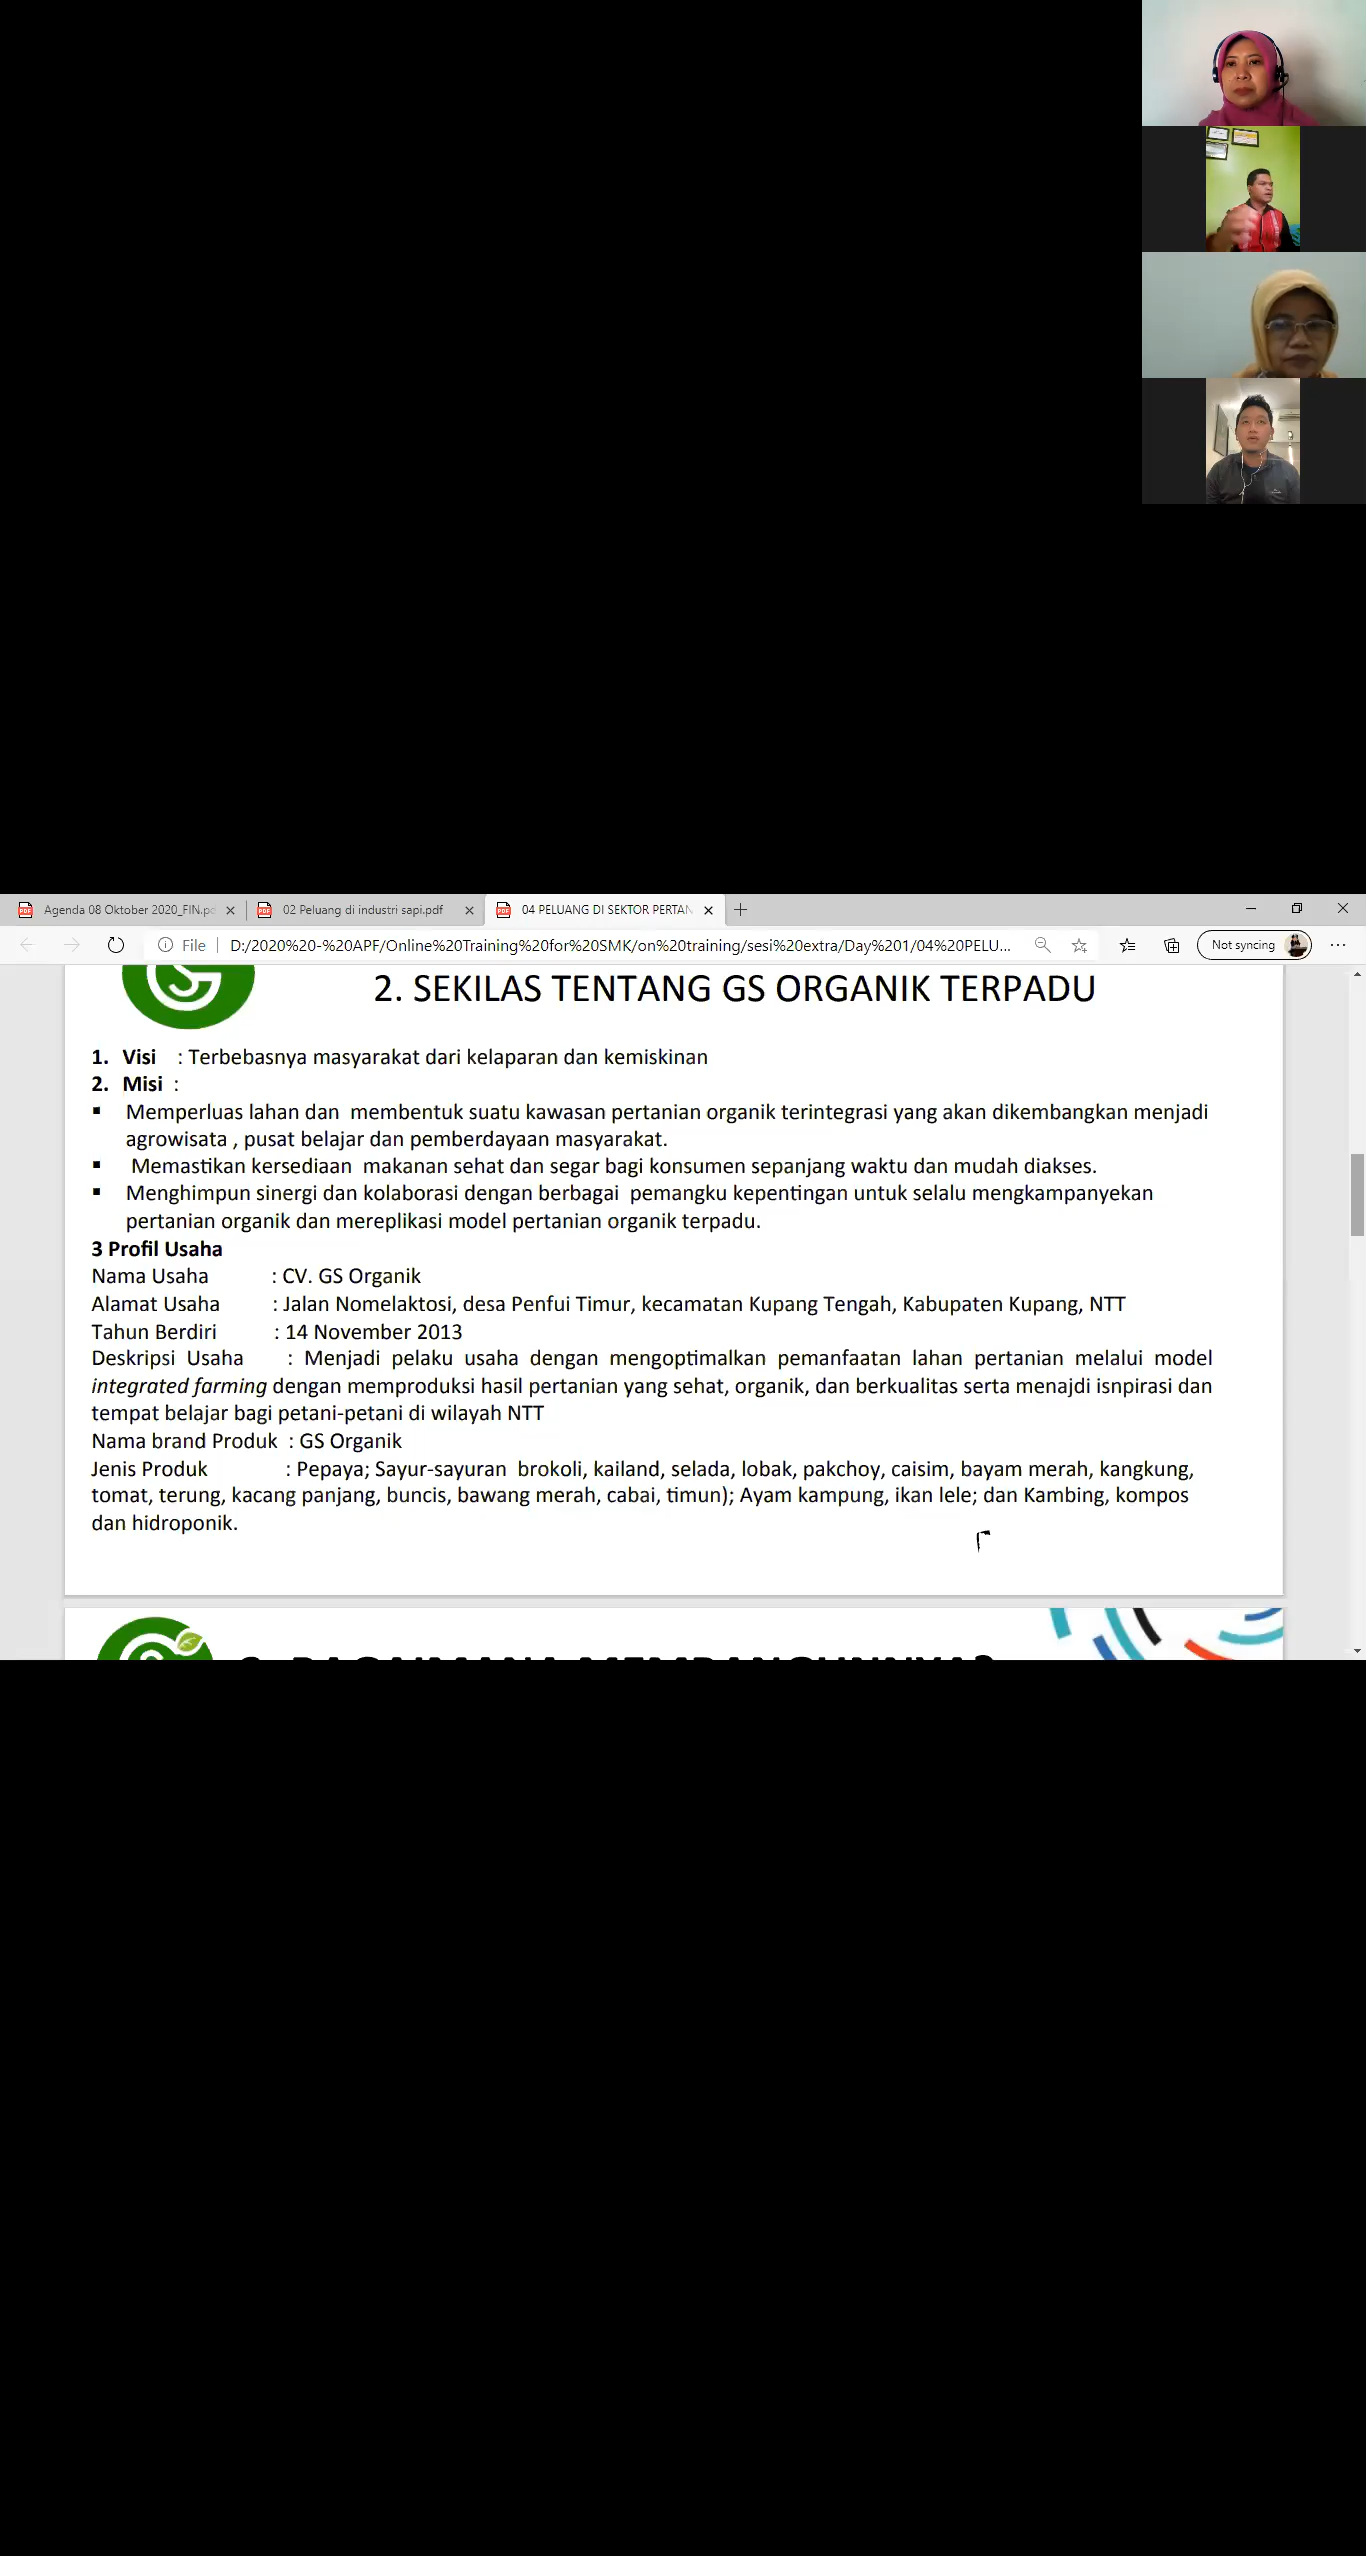 Agenda 08 Oktober 2020_FIN.p
02 Peluang di industri sapi.pdf
04 PELUANG DI SEKTOR PERTAN
File
D:/2020%20-%20APF/Online%20Training%20for%20SMK/on%20training/sesi%20extra/Day%201/04%20PELU...
Not syncing
2. SEKILAS TENTANG GS ORGANIK TERPADU
1. Visi : Terbebasnya masyarakat dari kelaparan dan kemiskinan
2. Misi :
▪ Memperluas lahan dan membentuk suatu kawasan pertanian organik terintegrasi yang akan dikembangkan menjadi
agrowisata , pusat belajar dan pemberdayaan masyarakat.
▪ Memastikan kersediaan makanan sehat dan segar bagi konsumen sepanjang waktu dan mudah diakses.
▪ Menghimpun sinergi dan kolaborasi dengan berbagai pemangku kepentingan untuk selalu mengkampanyekan
pertanian organik dan mereplikasi model pertanian organik terpadu.
3 Profil Usaha
Nama Usaha : CV. GS Organik
Alamat Usaha : Jalan Nomelaktosi, desa Penfui Timur, kecamatan Kupang Tengah, Kabupaten Kupang, NTT
Tahun Berdiri : 14 November 2013
Deskripsi Usaha : Menjadi pelaku usaha dengan mengoptimalkan pemanfaatan lahan pertanian melalui model
integrated farming dengan memproduksi hasil pertanian yang sehat, organik, dan berkualitas serta menajdi isnpirasi dan
tempat belajar bagi petani-petani di wilayah NTT
Nama brand Produk : GS Organik
Jenis Produk : Pepaya; Sayur-sayuran brokoli, kailand, selada, lobak, pakchoy, caisim, bayam merah, kangkung,
tomat, terung, kacang panjang, buncis, bawang merah, cabai, timun); Ayam kampung, ikan lele; dan Kambing, kompos
dan hidroponik.